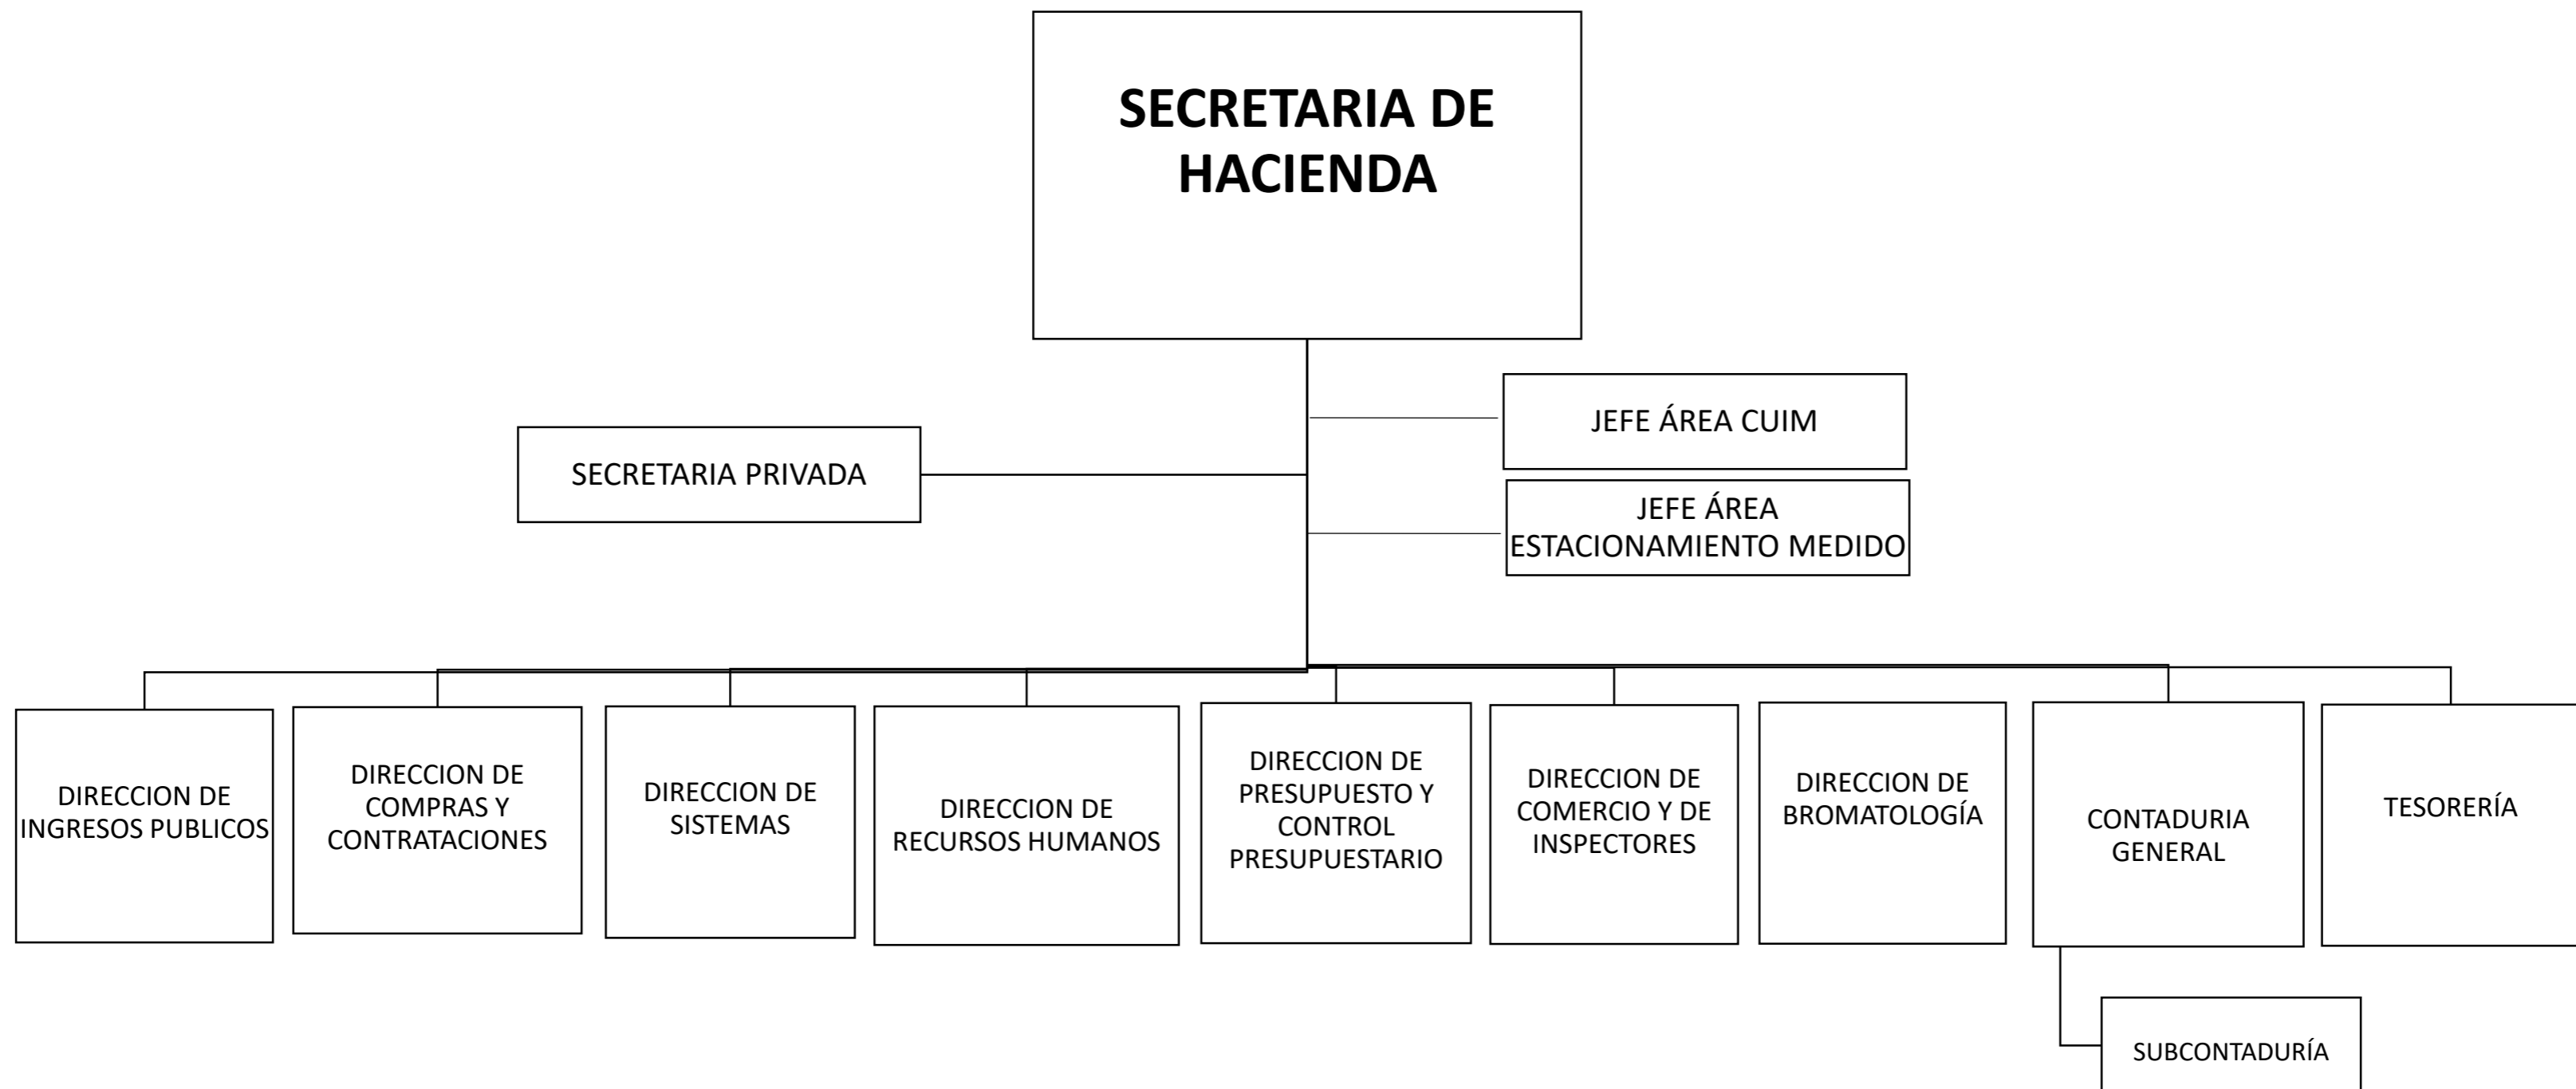 SECRETARIA DE
HACIENDA
JEFE ÁREA CUIM
SECRETARIA PRIVADA
JEFE ÁREA
ESTACIONAMIENTO MEDIDO
DIRECCION DE
INGRESOS PUBLICOS
DIRECCION DE
COMPRAS Y
CONTRATACIONES
DIRECCION DE
SISTEMAS
DIRECCION DE
RECURSOS HUMANOS
DIRECCION DE
PRESUPUESTO Y
CONTROL
PRESUPUESTARIO
DIRECCION DE
COMERCIO Y DE
INSPECTORES
DIRECCION DE
BROMATOLOGÍA
CONTADURIA
GENERAL
TESORERÍA
SUBCONTADURÍA